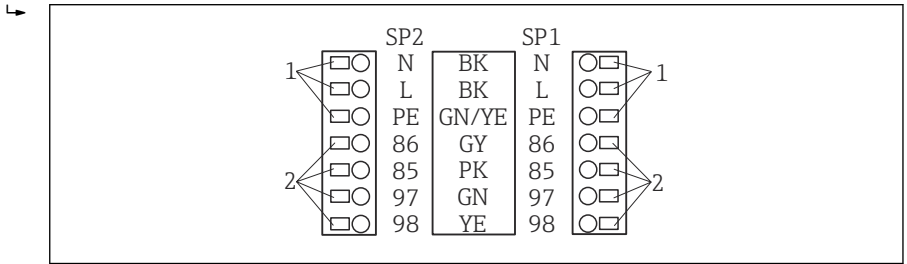 SP2 SP1
1 N BK N 1
L BK L
PE GN/YE PE
86 GY 86
2 85 PK 85 2
97 GN 97
98 YE 98